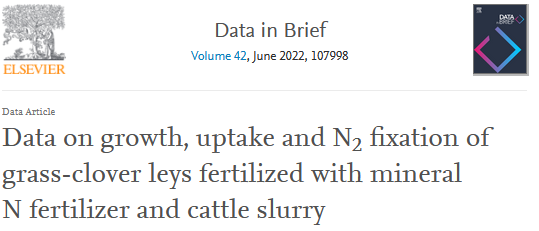 ELSEVIER
Data in Brief
Volume 42, June 2022, 107998
DATA
IN BRIEF
Data Article
Data on growth, uptake and N₂ fixation of
grass-clover leys fertilized with mineral
N fertilizer and cattle slurry